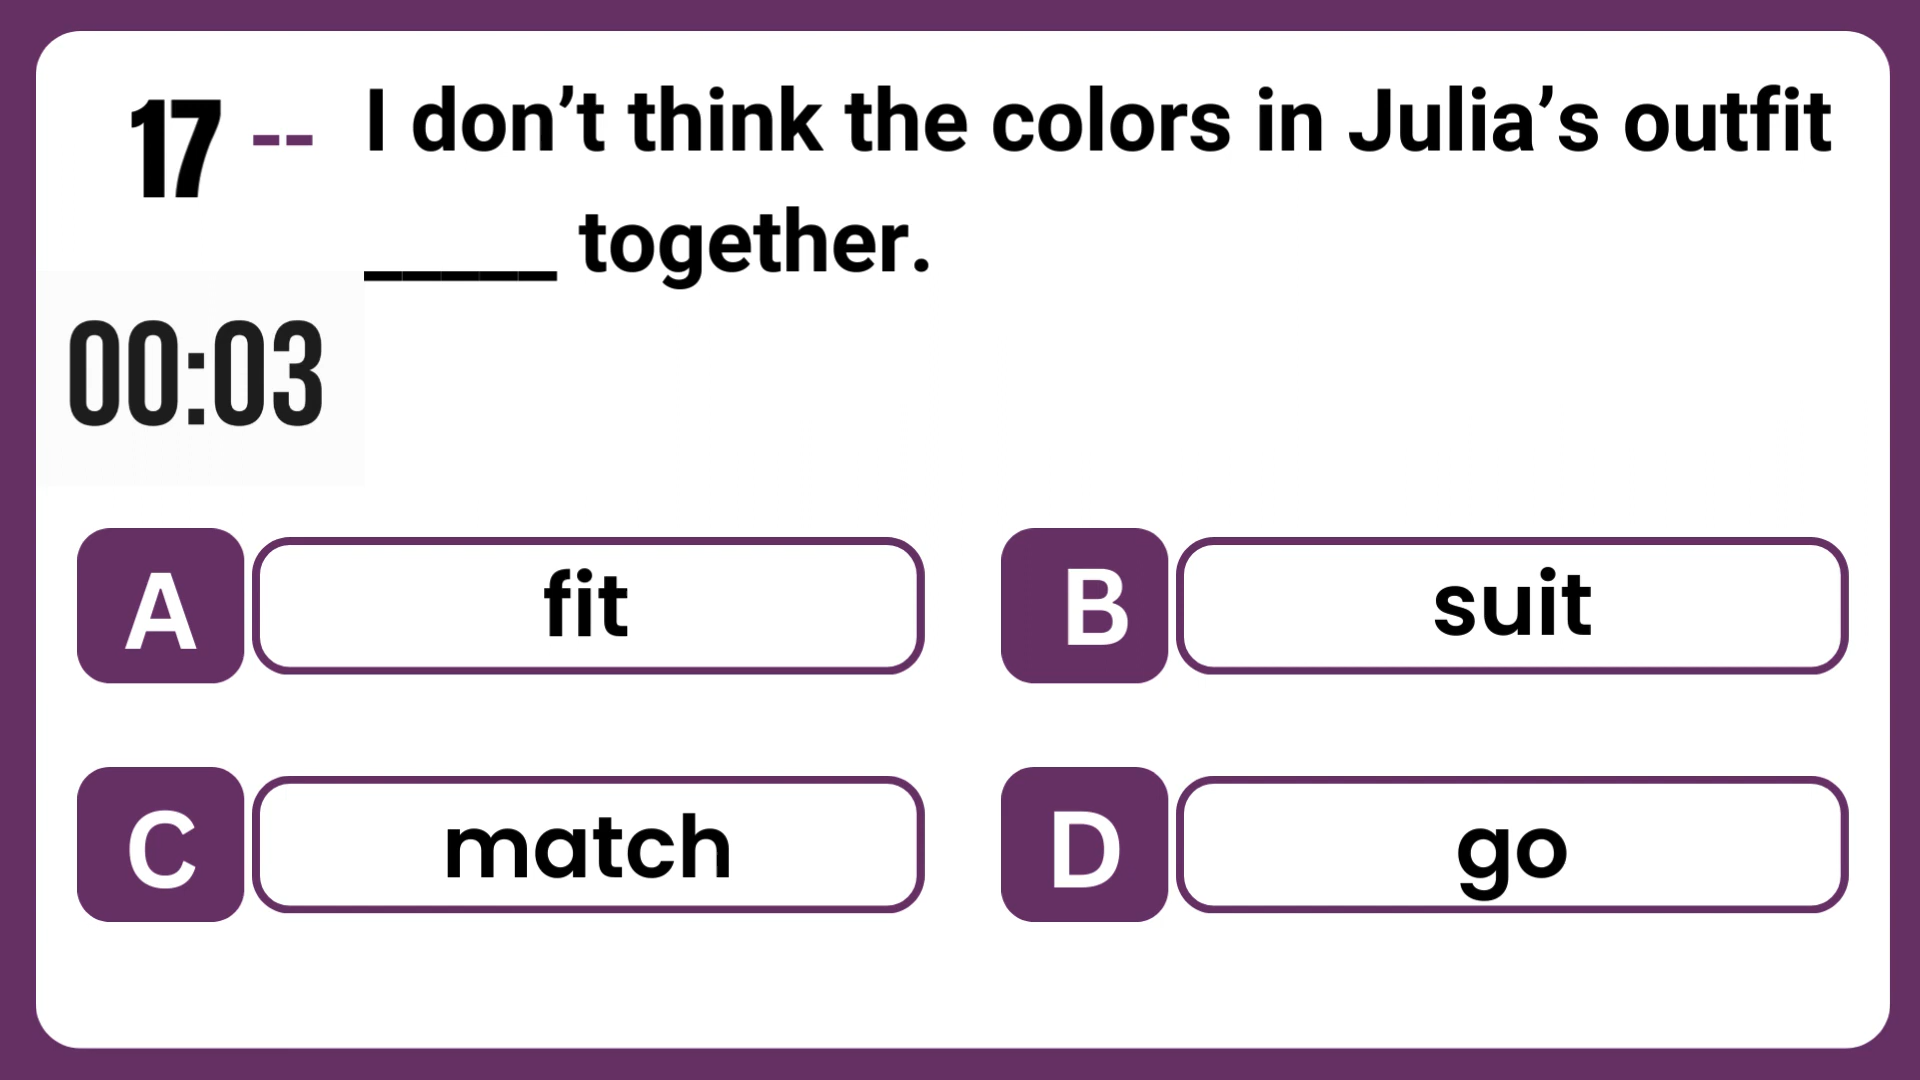 17 -- I don’t think the colors in Julia’s outfit
_____ together.
00:03
A fit
B suit
C match
D go